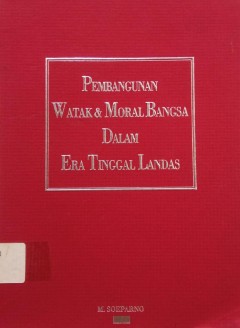 PEMBANGUNAN
WATAK & MORAL BANGSA
DALAM
ERA TINGGAL LANDAS
M. SOEPARNO